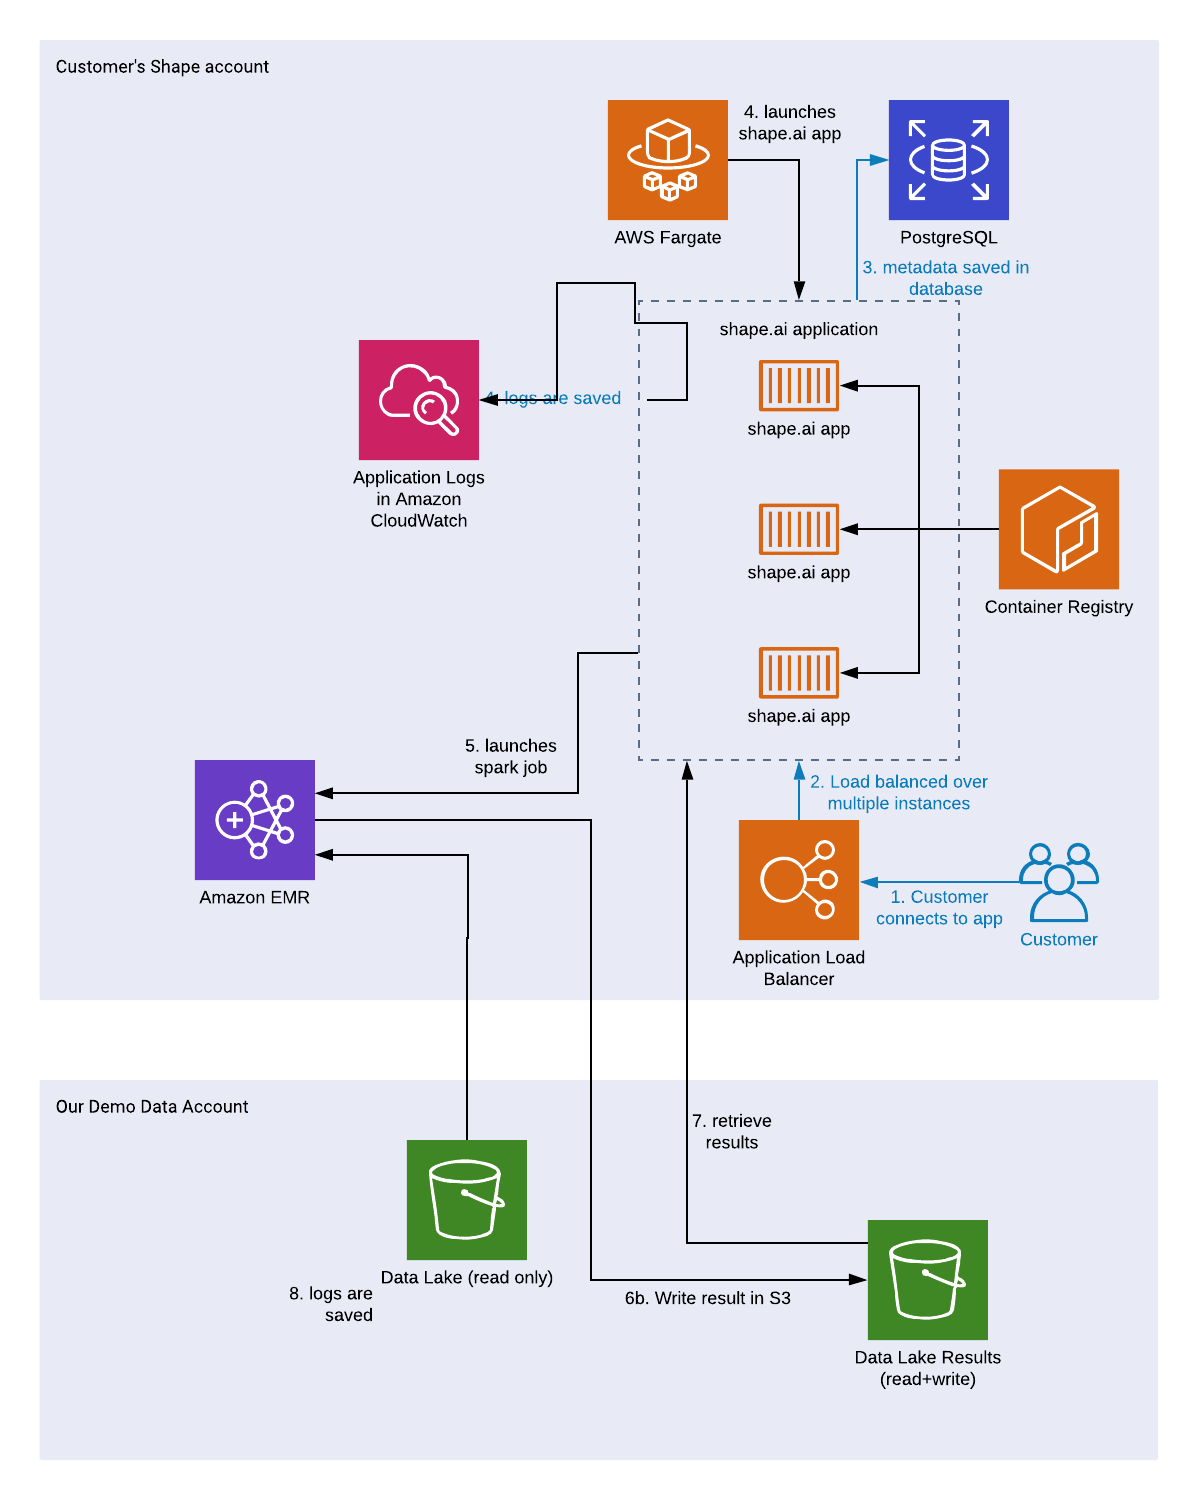 Customer's Shape account
4. launches
shape.ai app
AWS Fargate
PostgreSQL
3. metadata saved in
database
shape.ai application
4. logs are saved
shape.ai app
Application Logs
in Amazon
CloudWatch
shape.ai app
Container Registry
shape.ai app
5. launches
spark job
2. Load balanced over
multiple instances
Amazon EMR
1. Customer
connects to app
Customer
Application Load
Balancer
Our Demo Data Account
7. retrieve
results
Data Lake (read only)
8. logs are
saved
6b. Write result in S3
Data Lake Results
(read+write)